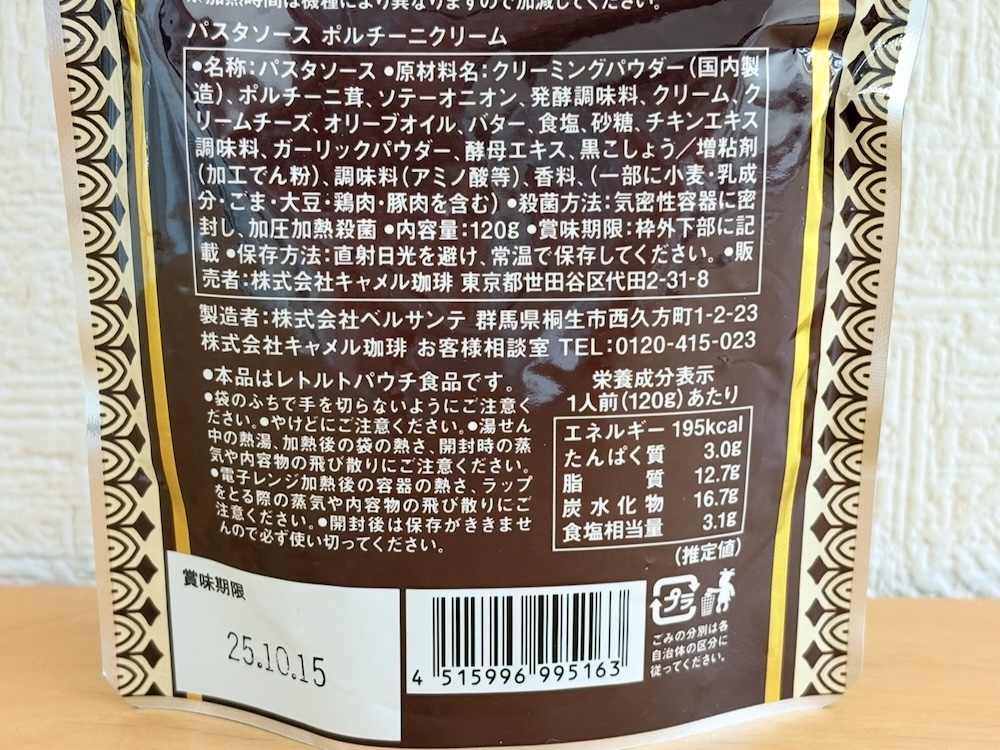 ※加熱時間は機種により異なりますので加減してください。
パスタソース ポルチーニクリーム
●名称：パスタソース ●原材料名：クリーミングパウダー（国内製
造）、ポルチーニ茸、ソテーオニオン、発酵調味料、クリーム、ク
リームチーズ、オリーブオイル、バター、食塩、砂糖、チキンエキス
調味料、ガーリックパウダー、酵母エキス、黒こしょう／増粘剤
（加工でん粉）、調味料（アミノ酸等）、香料、（一部に小麦・乳成
分・ごま・大豆・鶏肉・豚肉を含む） ●殺菌方法：気密性容器に密
封し、加圧加熱殺菌 ●内容量：120g ●賞味期限：枠外下部に記
載 ●保存方法：直射日光を避け、常温で保存してください。 ●販
売者：株式会社キャメル珈琲 東京都世田谷区代田2-31-8
製造者：株式会社ベルサンテ 群馬県桐生市西久方町1-2-23
株式会社キャメル珈琲 お客様相談室 TEL：0120-415-023
●本品はレトルトパウチ食品です。
●袋のふちで手を切らないようにご注意く
ださい。●やけどにご注意ください。●湯せん
中の熱湯、加熱後の袋の熱さ、開封時の蒸
気や内容物の飛び散りにご注意ください。
●電子レンジ加熱後の容器の熱さ、ラップ
をとる際の蒸気や内容物の飛び散りにご
注意ください。●開封後は保存がききませ
んので必ず使い切ってください。
栄養成分表示
1人前（120g）あたり
エネルギー 195kcal
たんぱく質 3.0g
脂質 12.7g
炭水化物 16.7g
食塩相当量 3.1g
（推定値）
プラ
ごみの分別は各
自治体の区分に
従ってください。
賞味期限
25.10.15
4 515996 995163